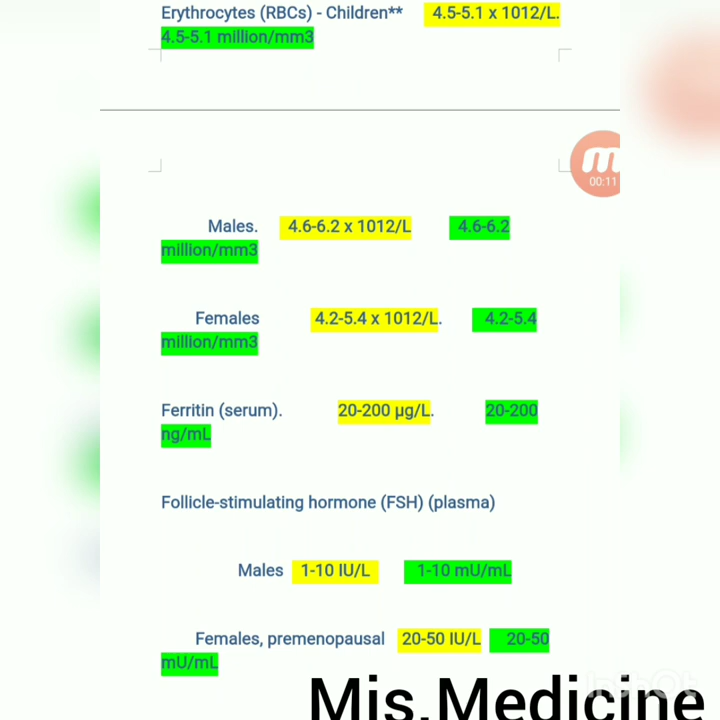 Erythrocytes (RBCs) - Children** 4.5-5.1 x 1012/L.
4.5-5.1 million/mm3
00:11
Males. 4.6-6.2 x 1012/L 4.6-6.2
million/mm3
Females 4.2-5.4 x 1012/L. 4.2-5.4
million/mm3
Ferritin (serum). 20-200 µg/L. 20-200
ng/mL
Follicle-stimulating hormone (FSH) (plasma)
Males 1-10 IU/L 1-10 mU/mL
Females, premenopausal 20-50 IU/L 20-50
mU/mL
InShOt
Mis.Medicine